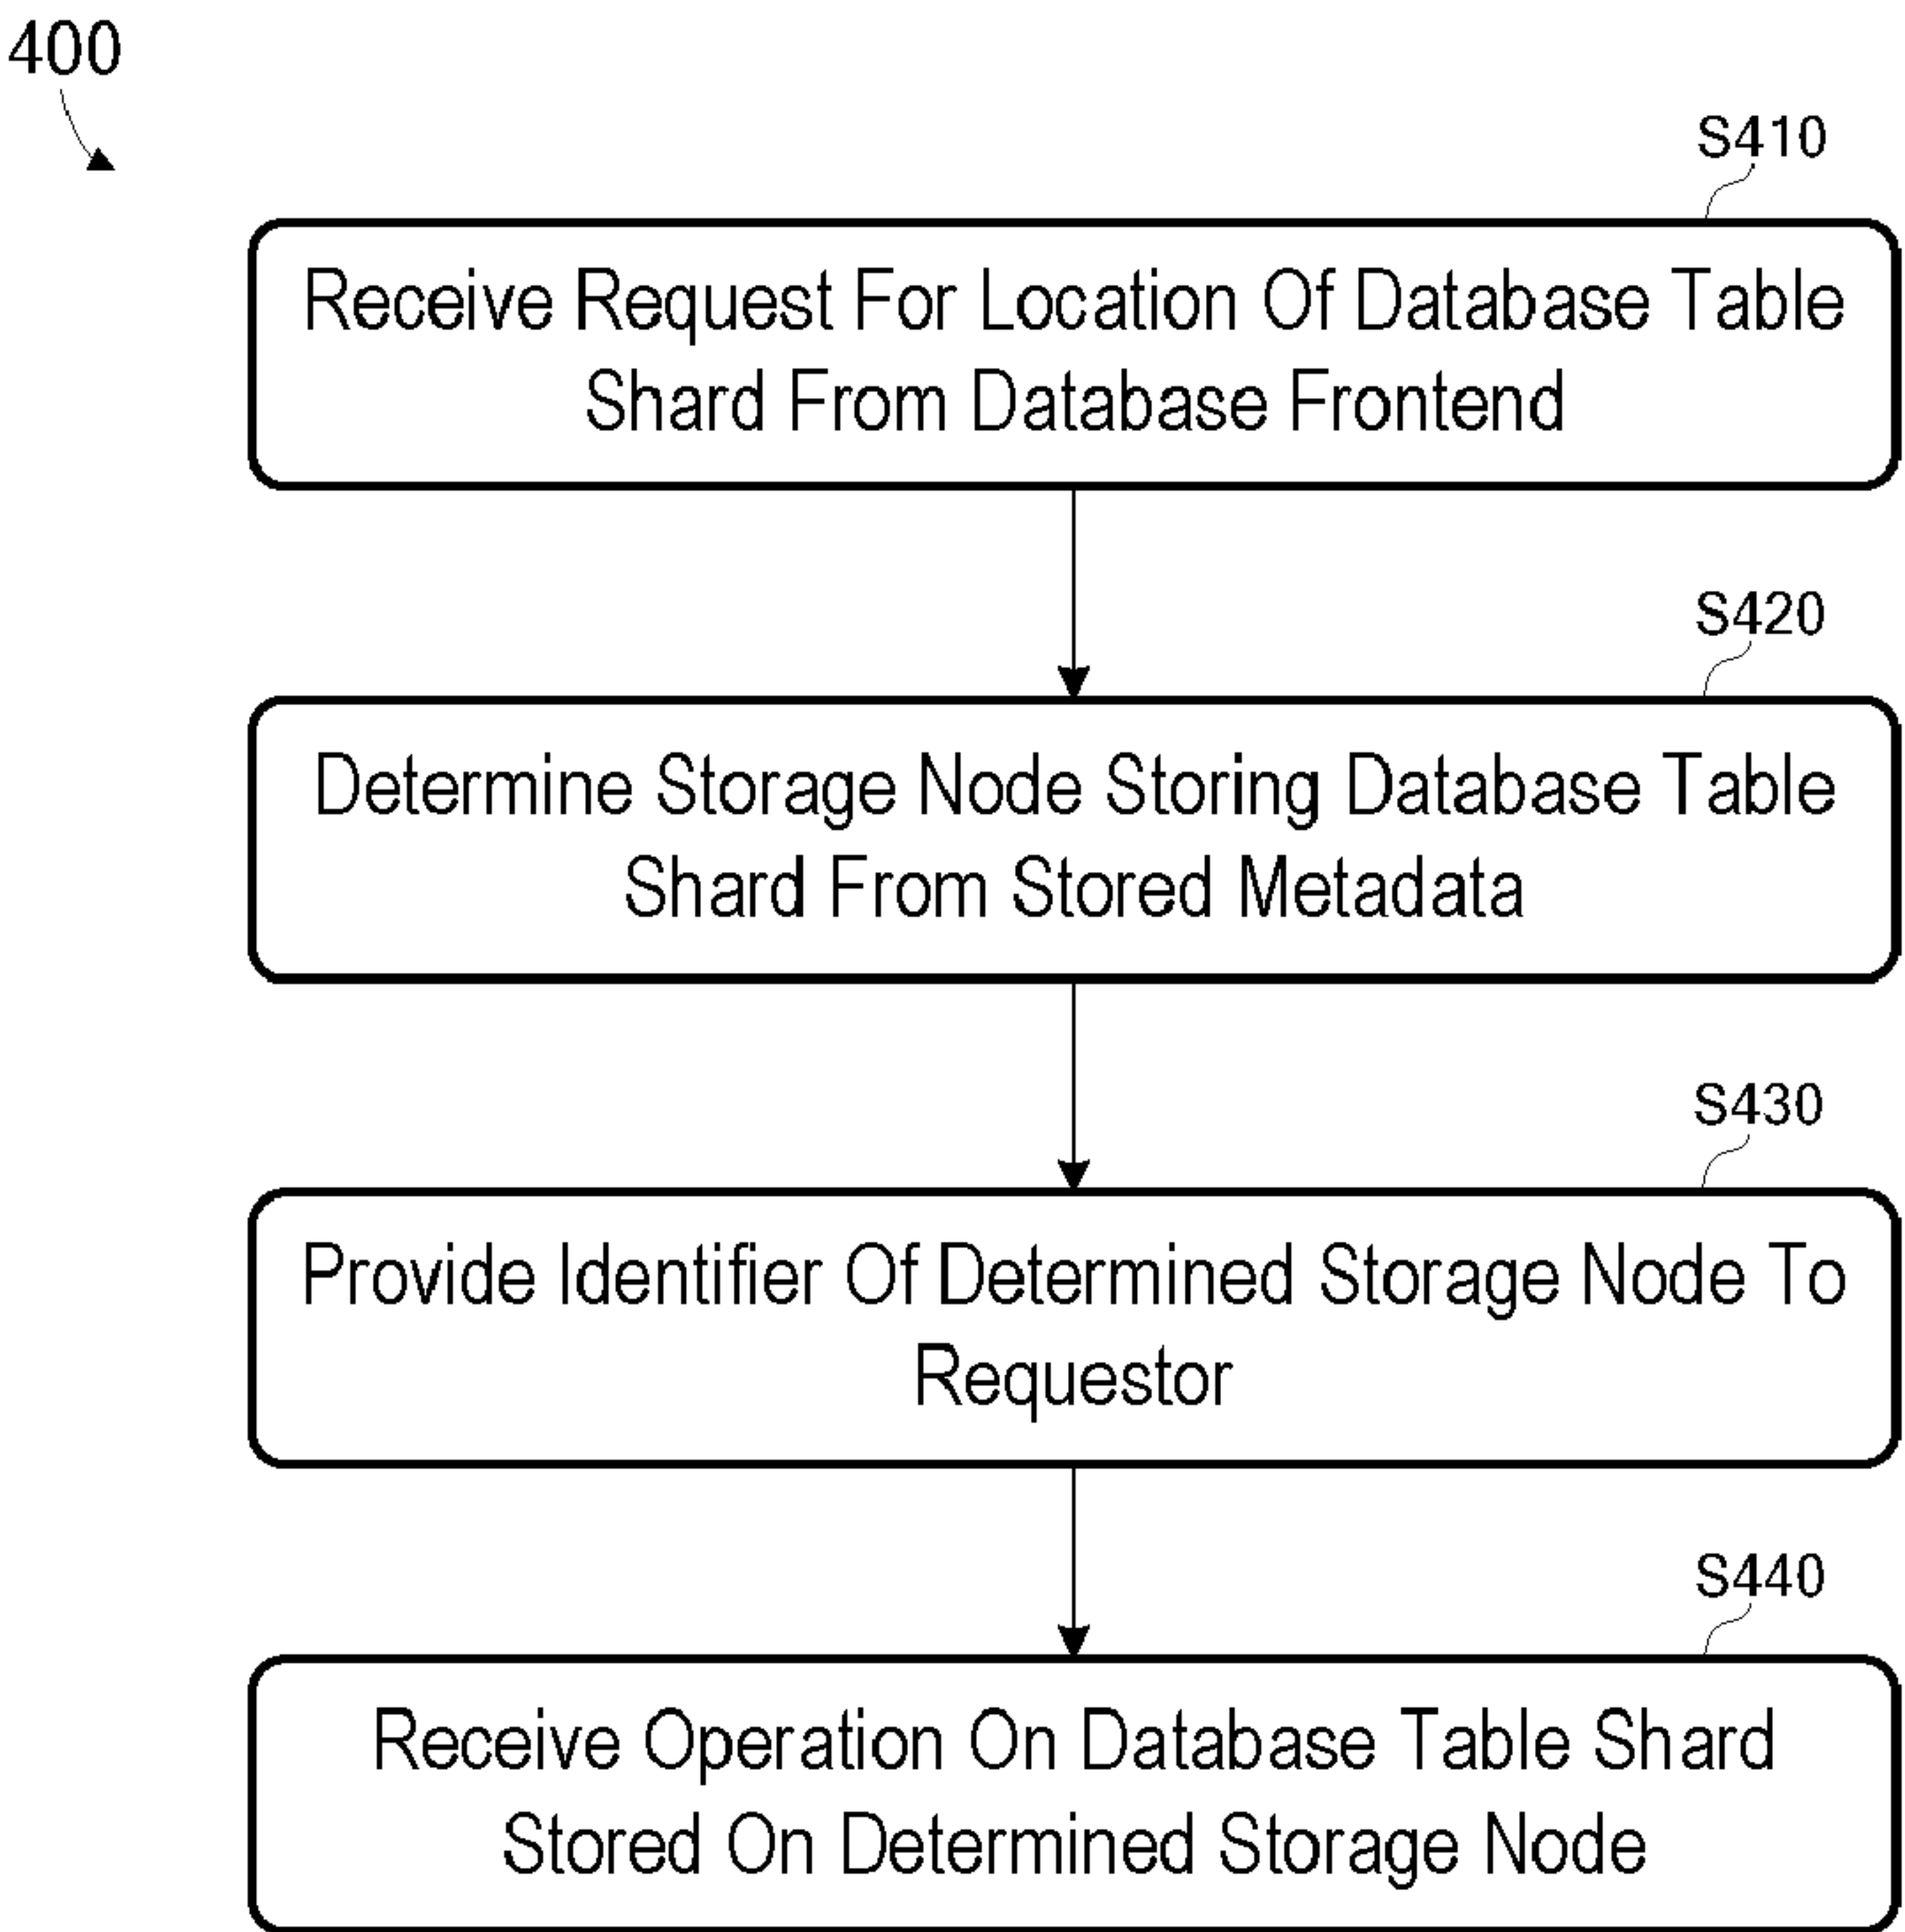 400
S410
Receive Request For Location Of Database Table
Shard From Database Frontend
S420
Determine Storage Node Storing Database Table
Shard From Stored Metadata
S430
Provide Identifier Of Determined Storage Node To
Requestor
S440
Receive Operation On Database Table Shard
Stored On Determined Storage Node